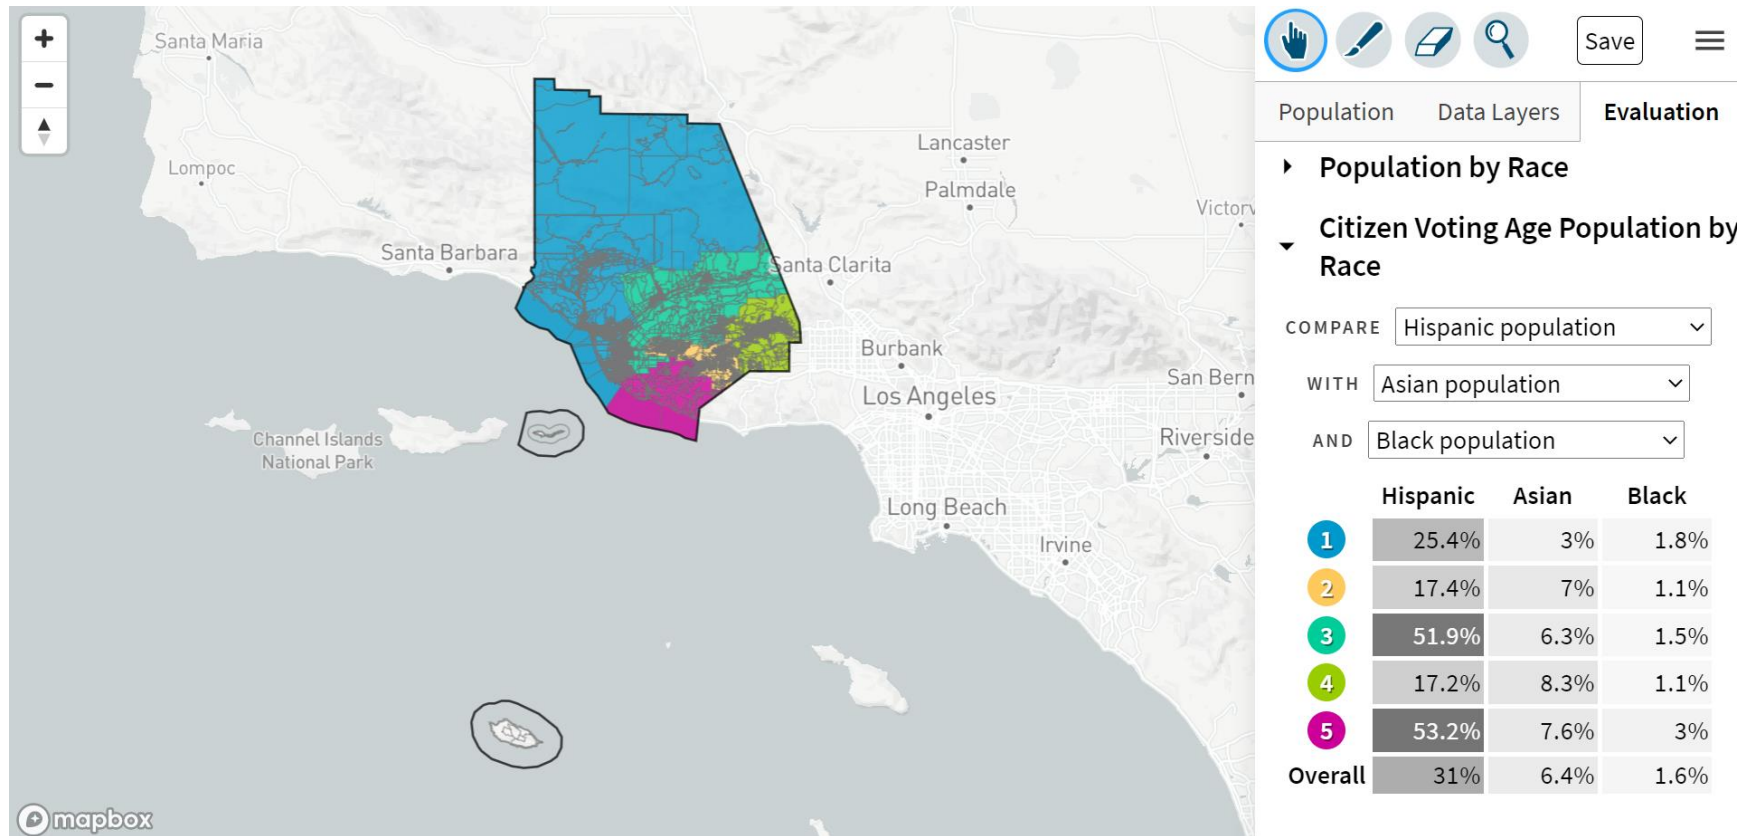 Santa Maria
Lompoc
Santa Barbara
Lancaster
Palmdale
Victorv
Santa Clarita
Burbank
San Bern
Los Angeles
Riverside
Channel Islands
National Park
Long Beach
Irvine
mapbox
Save
Population Data Layers Evaluation
Population by Race
Citizen Voting Age Population by
Race
COMPARE Hispanic population
WITH Asian population
AND Black population
Hispanic Asian Black
1 25.4% 3% 1.8%
2 17.4% 7% 1.1%
3 51.9% 6.3% 1.5%
4 17.2% 8.3% 1.1%
5 53.2% 7.6% 3%
Overall 31% 6.4% 1.6%